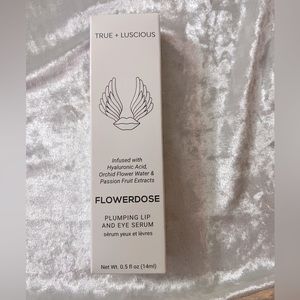 TRUE + LUSCIOUS
Infused with
Hyaluronic Acid,
Orchid Flower Water &
Passion Fruit Extracts
FLOWERDOSE
PLUMPING LIP
AND EYE SERUM
sérum yeux et lèvres
Net Wt. 0.5 fl oz (14ml)